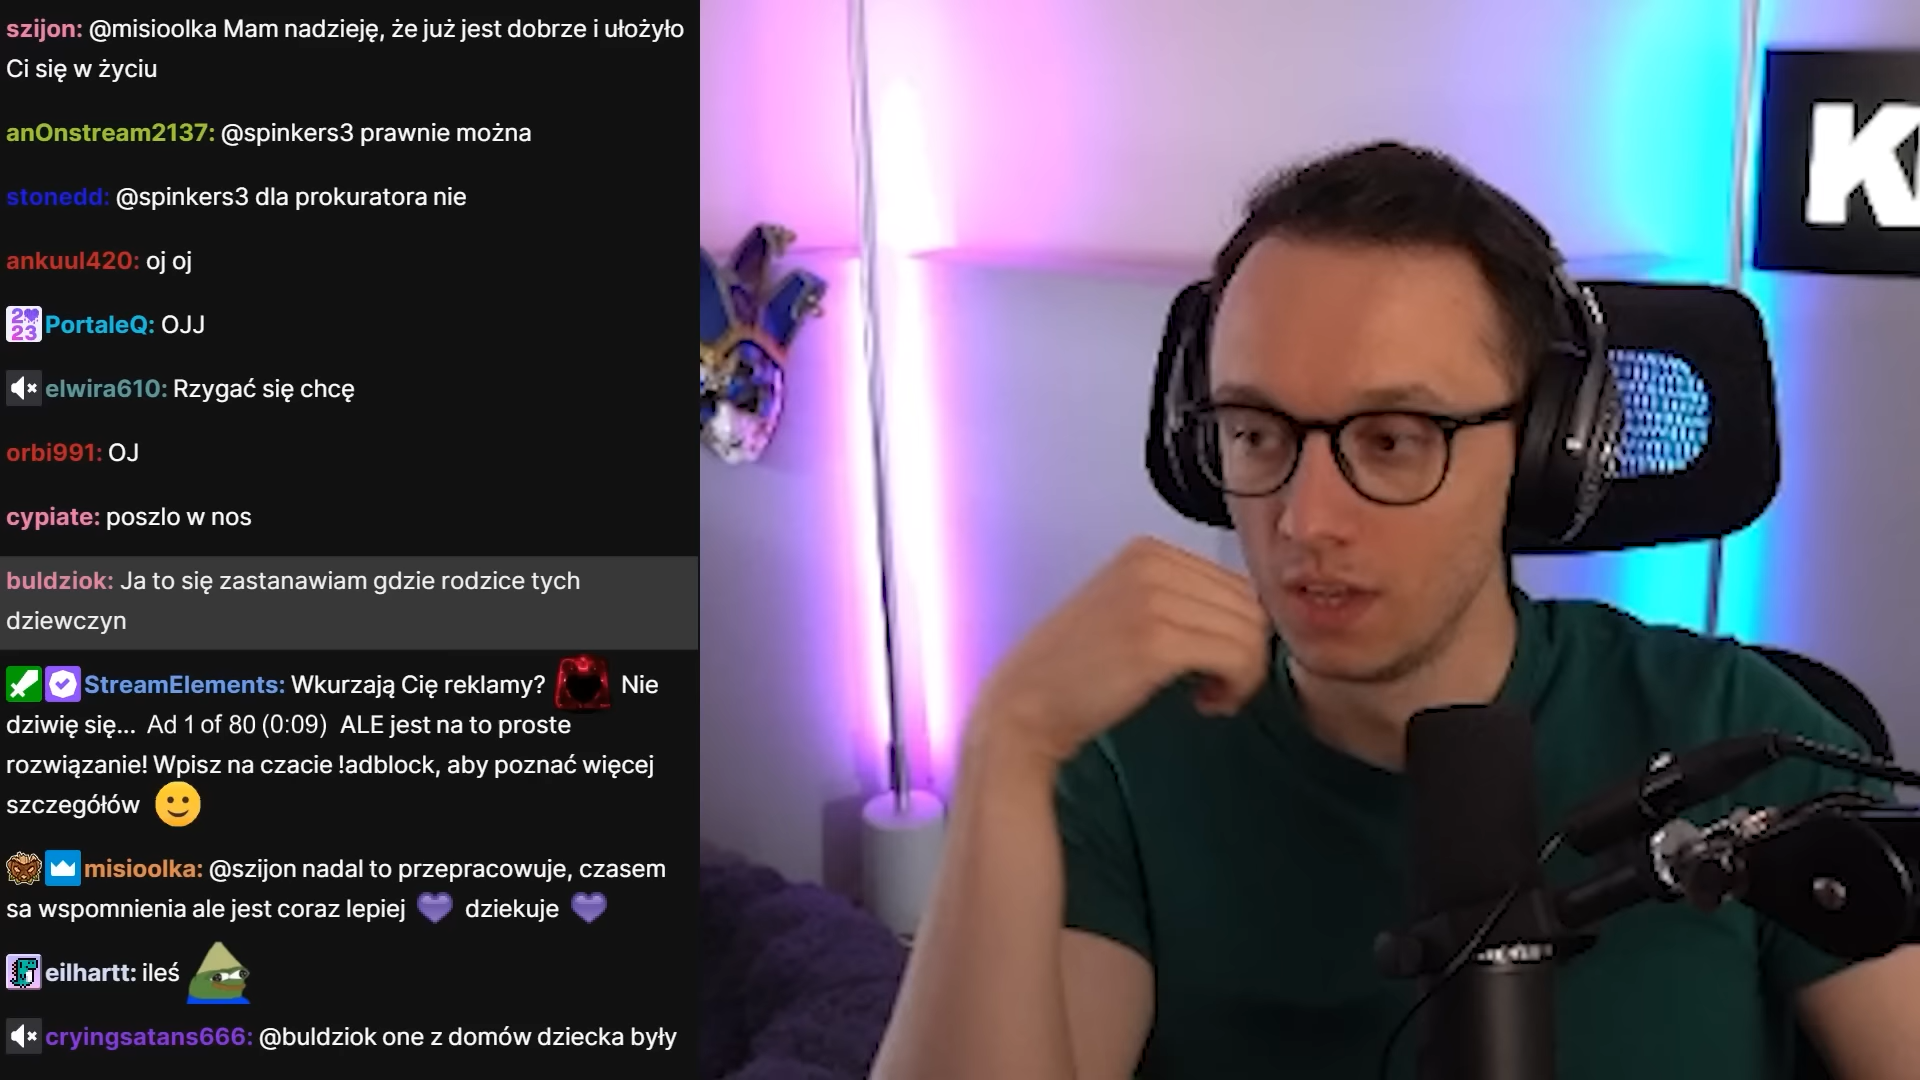 szijon: @misioolka Mam nadzieję, że już jest dobrze i ułożyło
Ci się w życiu
anOnstream2137: @spinkers3 prawnie można
stonedd: @spinkers3 dla prokuratora nie
ankuul420: oj oj
2023 PortaleQ: OJJ
elwira610: Rzygać się chcę
orbi991: OJ
cypiate: poszlo w nos
buldziok: Ja to się zastanawiam gdzie rodzice tych
dziewczyn
StreamElements: Wkurzają Cię reklamy? Nie
dziwię się... Ad 1 of 80 (0:09) ALE jest na to proste
rozwiązanie! Wpisz na czacie !adblock, aby poznać więcej
szczegółów
misioolka: @szijon nadal to przepracowuje, czasem
sa wspomnienia ale jest coraz lepiej dziekuje
eilhartt: ileś
cryingsatans666: @buldziok one z domów dziecka były